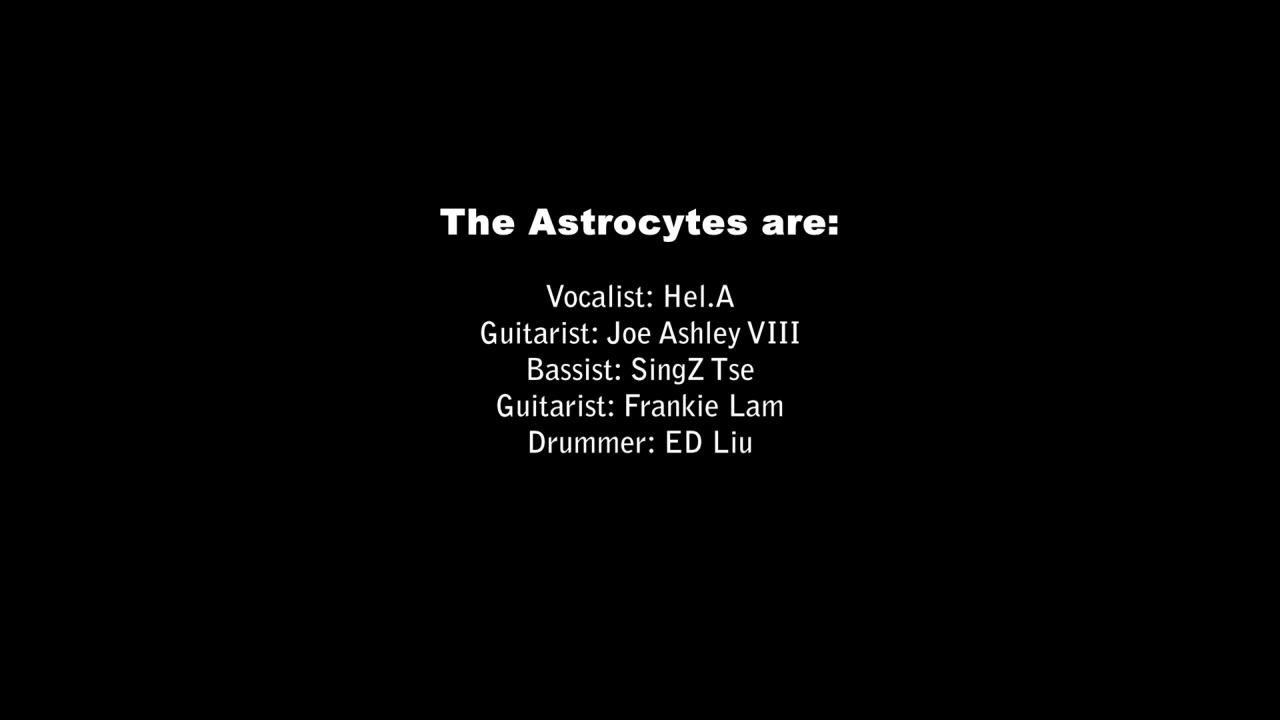 The Astrocytes are:
Vocalist: Hel.A
Guitarist: Joe Ashley VIII
Bassist: SingZ Tse
Guitarist: Frankie Lam
Drummer: ED Liu